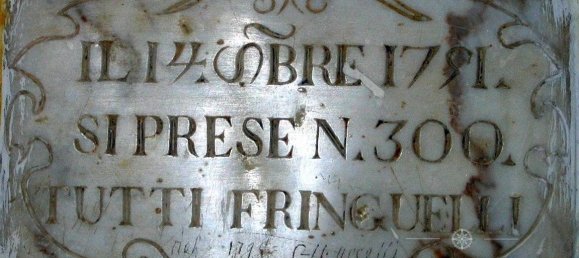 IL 14. 9BRE 1791.
SI PRESE N. 300.
TUTTI FRINGUELLI